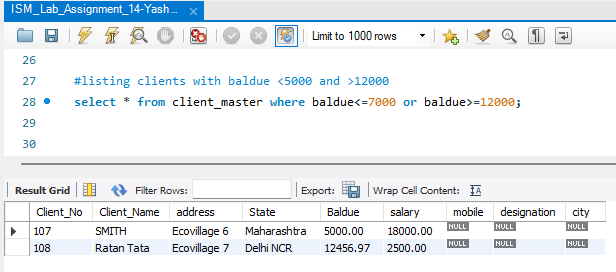 ISM_Lab_Assignment_14-Yash...
Limit to 1000 rows
26
27 #listing clients with baldue <5000 and >12000
28 select * from client_master where baldue<=7000 or baldue>=12000;
29
30
Result Grid Filter Rows: Export: Wrap Cell Content:
Client_No Client_Name address State Baldue salary mobile designation city
107 SMITH Ecovillage 6 Maharashtra 5000.00 18000.00 NULL NULL NULL
108 Ratan Tata Ecovillage 7 Delhi NCR 12456.97 2500.00 NULL NULL NULL